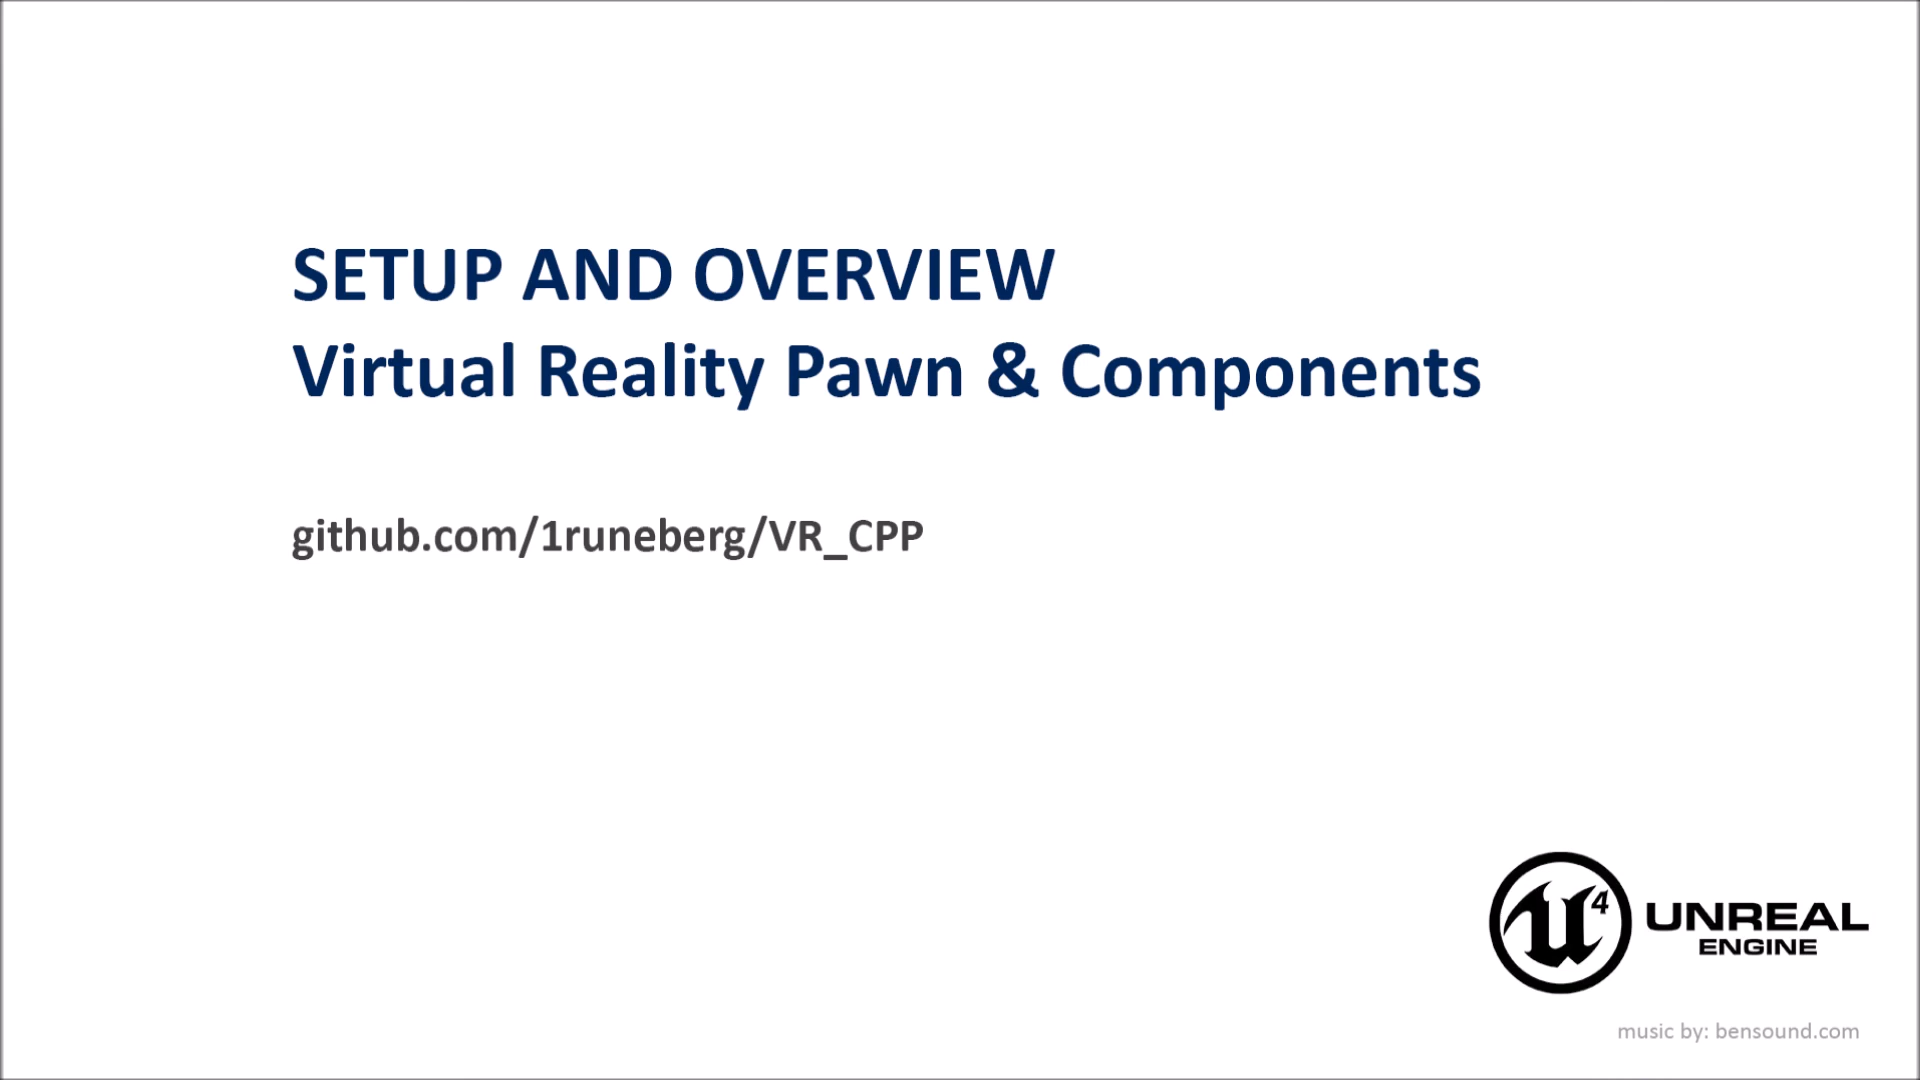 SETUP AND OVERVIEW
Virtual Reality Pawn & Components
github.com/1runeberg/VR_CPP
4
UNREAL
ENGINE
music by: bensound.com